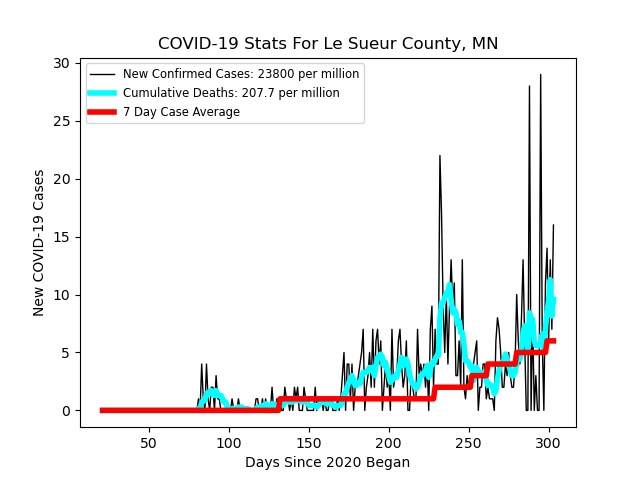 COVID-19 Stats For Le Sueur County, MN
New Confirmed Cases: 23800 per million
Cumulative Deaths: 207.7 per million
7 Day Case Average
New COVID-19 Cases
30
25
20
15
10
5
0
50 100 150 200 250 300
Days Since 2020 Began